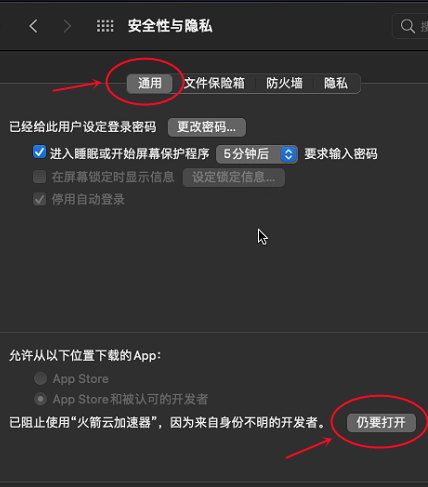 安全性与隐私
通用 文件保险箱 防火墙 隐私
已经给此用户设定登录密码 更改密码...
进入睡眠或开始屏幕保护程序 5分钟后 要求输入密码
在屏幕锁定时显示信息 设定锁定信息...
停用自动登录
允许从以下位置下载的App：
App Store
App Store和被认可的开发者
已阻止使用“火箭云加速器”，因为来自身份不明的开发者。 仍要打开